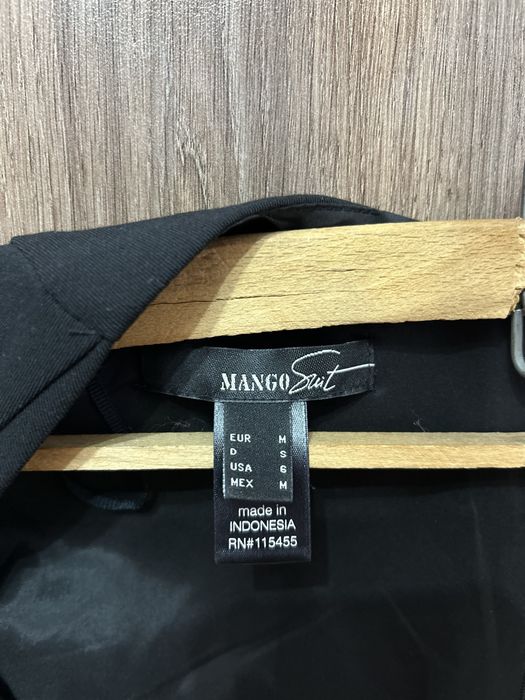 MANGO Suit
EUR M
D S
USA 6
MEX M
made in
INDONESIA
RN#115455